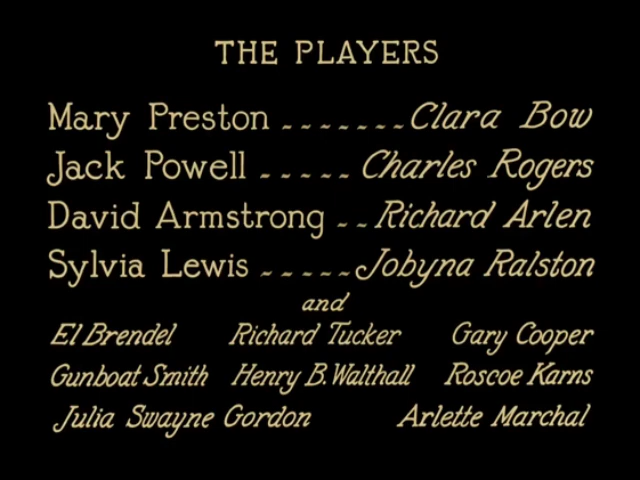 THE PLAYERS
Mary Preston _ _ _ _ _ _ _ Clara Bow
Jack Powell _ _ _ _ _ Charles Rogers
David Armstrong _ _ Richard Arlen
Sylvia Lewis _ _ _ _ _ Jobyna Ralston
and
El Brendel Richard Tucker Gary Cooper
Gunboat Smith Henry B. Walthall Roscoe Karns
Julia Swayne Gordon Arlette Marchal